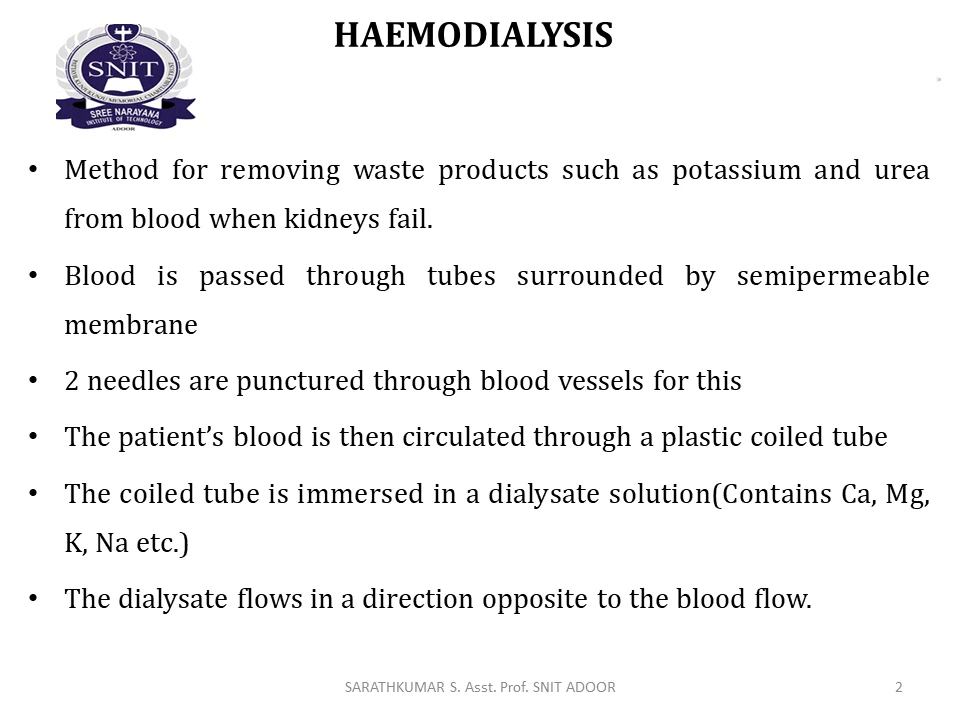 HAEMODIALYSIS
SNIT
SREE NARAYANA
INSTITUTE OF TECHNOLOGY
ADOOR
• Method for removing waste products such as potassium and urea
from blood when kidneys fail.
• Blood is passed through tubes surrounded by semipermeable
membrane
• 2 needles are punctured through blood vessels for this
• The patient’s blood is then circulated through a plastic coiled tube
• The coiled tube is immersed in a dialysate solution(Contains Ca, Mg,
K, Na etc.)
• The dialysate flows in a direction opposite to the blood flow.
SARATHKUMAR S. Asst. Prof. SNIT ADOOR
2